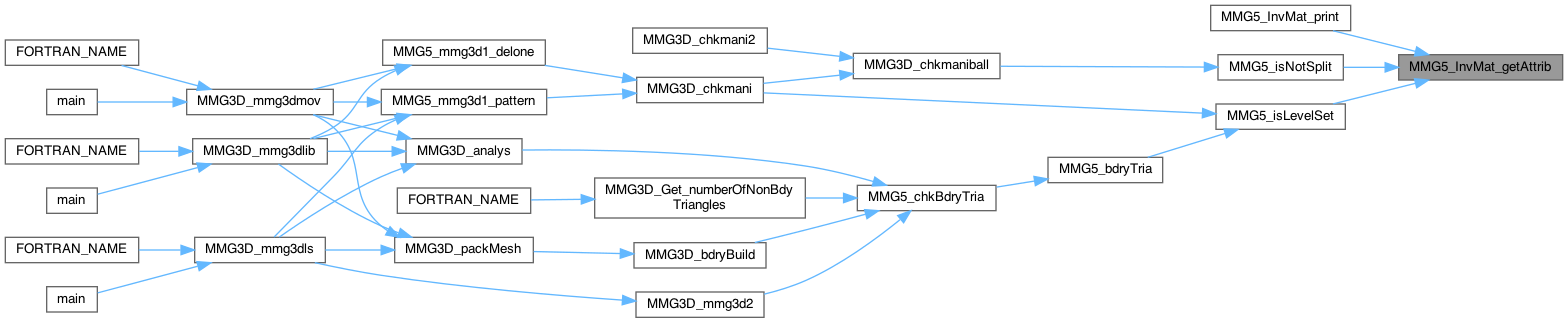 MMG5_InvMat_print
MMG3D_chkmani2
FORTRAN_NAME
MMG5_mmg3d1_delone
MMG3D_chkmaniball
MMG5_isNotSplit
MMG5_InvMat_getAttrib
main
MMG3D_mmg3dmov
MMG5_mmg3d1_pattern
MMG3D_chkmani
MMG5_isLevelSet
FORTRAN_NAME
MMG3D_mmg3dlib
MMG3D_analys
MMG5_bdryTria
main
FORTRAN_NAME
MMG3D_Get_numberOfNonBdy
Triangles
MMG5_chkBdryTria
FORTRAN_NAME
MMG3D_mmg3dls
MMG3D_packMesh
MMG3D_bdryBuild
main
MMG3D_mmg3d2